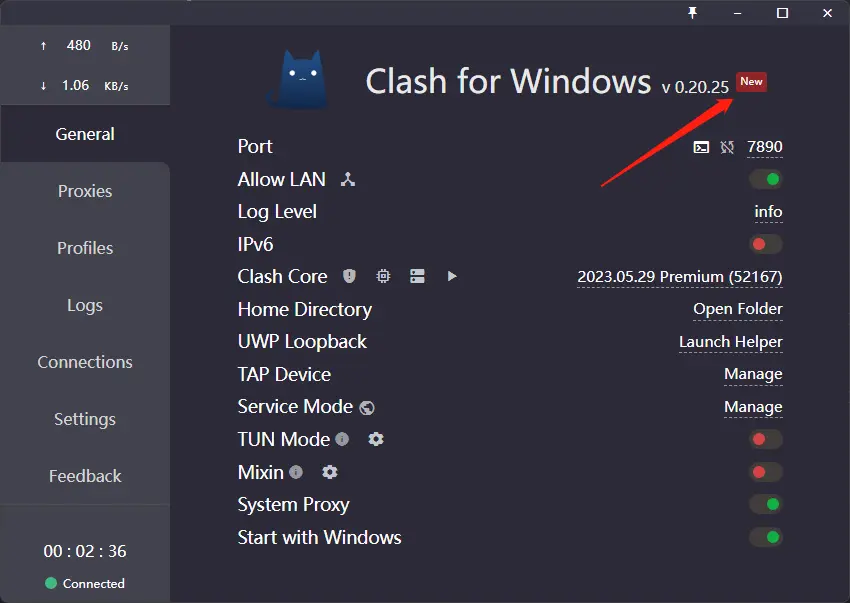 ↑ 480 B/s
↓ 1.06 KB/s
General
Proxies
Profiles
Logs
Connections
Settings
Feedback
00 : 02 : 36
Connected
Clash for Windows v 0.20.25 New
Port 7890
Allow LAN
Log Level info
IPv6
Clash Core 2023.05.29 Premium (52167)
Home Directory Open Folder
UWP Loopback Launch Helper
TAP Device Manage
Service Mode Manage
TUN Mode
Mixin
System Proxy
Start with Windows